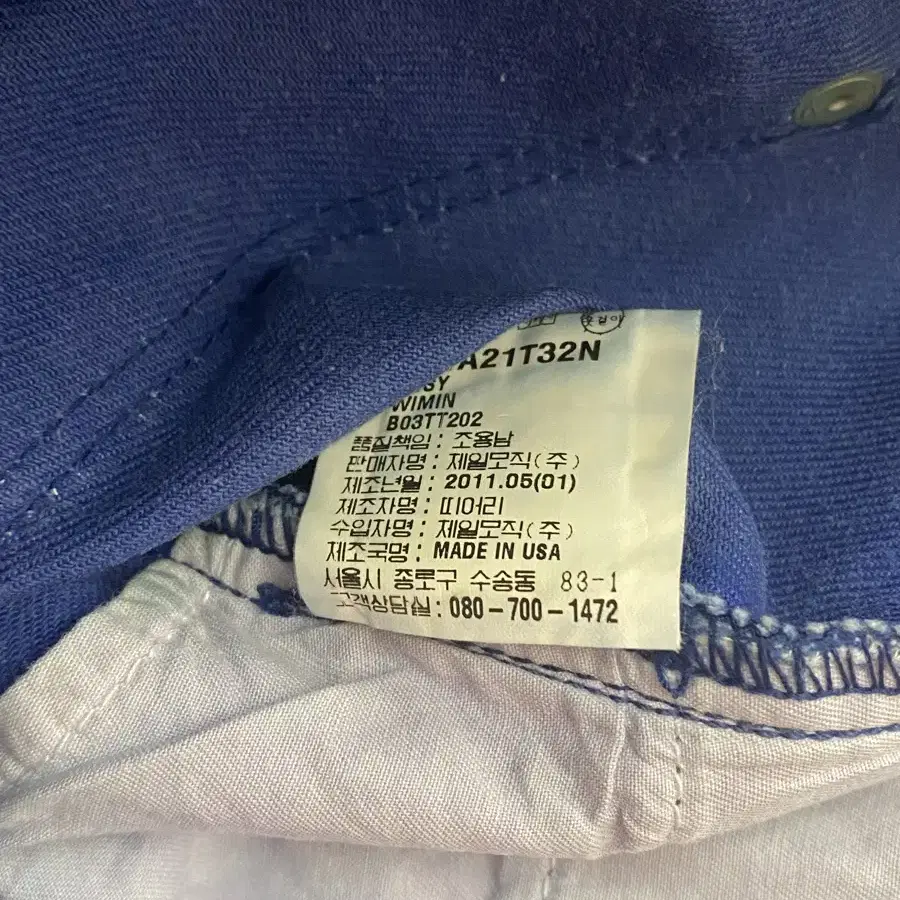 A21T32N
SY
WIMIN
B03TT202
품질책임 : 조용남
판매자명 : 제일모직(주)
제조년월 : 2011.05(01)
제조자명 : 띠어리
수입자명 : 제일모직(주)
제조국명 : MADE IN USA
서울시 종로구 수송동 83-1
고객상담실 : 080-700-1472